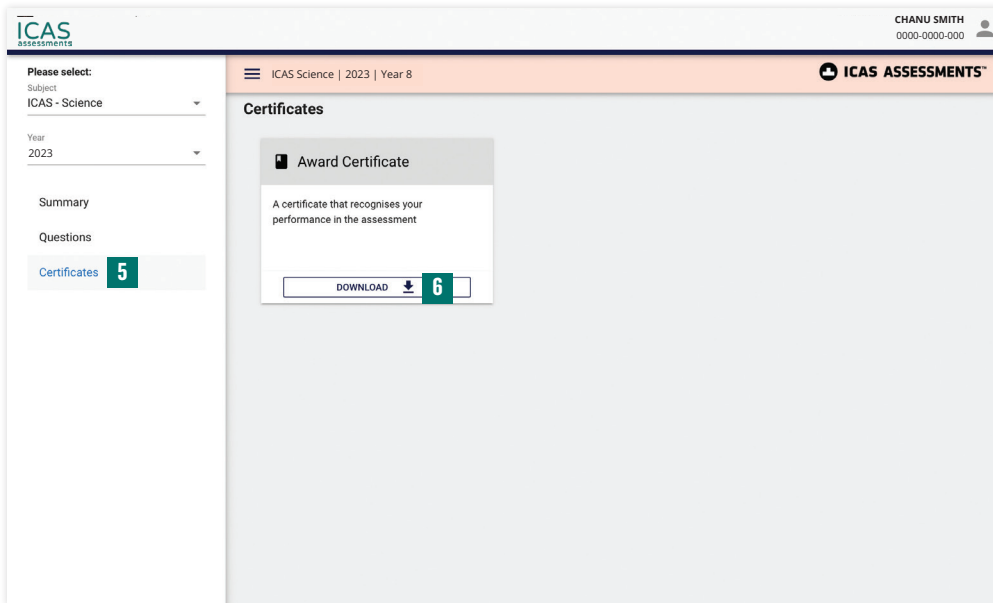 ICAS
assessments
CHANU SMITH
0000-0000-000
Please select:
Subject
ICAS - Science
Year
2023
Summary
Questions
Certificates 5
ICAS Science | 2023 | Year 8
ICAS ASSESSMENTS™
Certificates
Award Certificate
A certificate that recognises your
performance in the assessment
DOWNLOAD 6